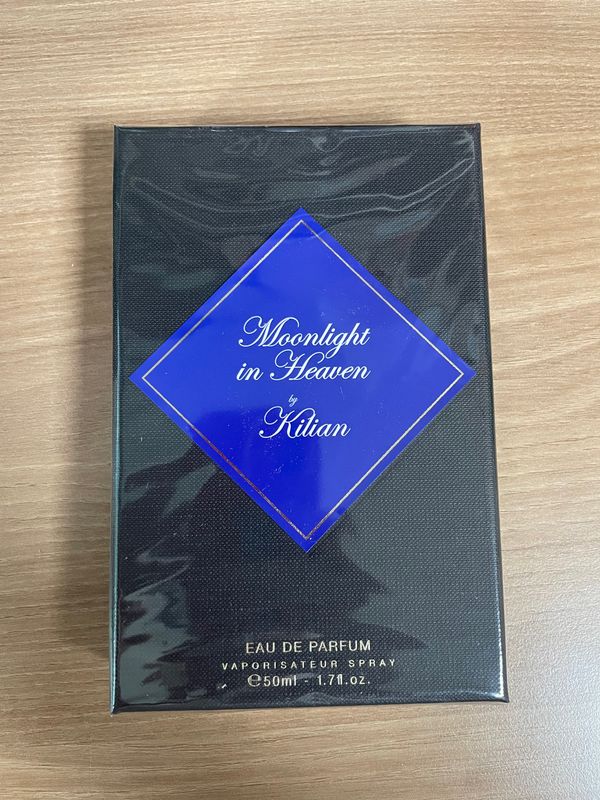 Moonlight
in Heaven
by
Kilian
EAU DE PARFUM
VAPORISATEUR SPRAY
℮50ml - 1.7fl.oz.